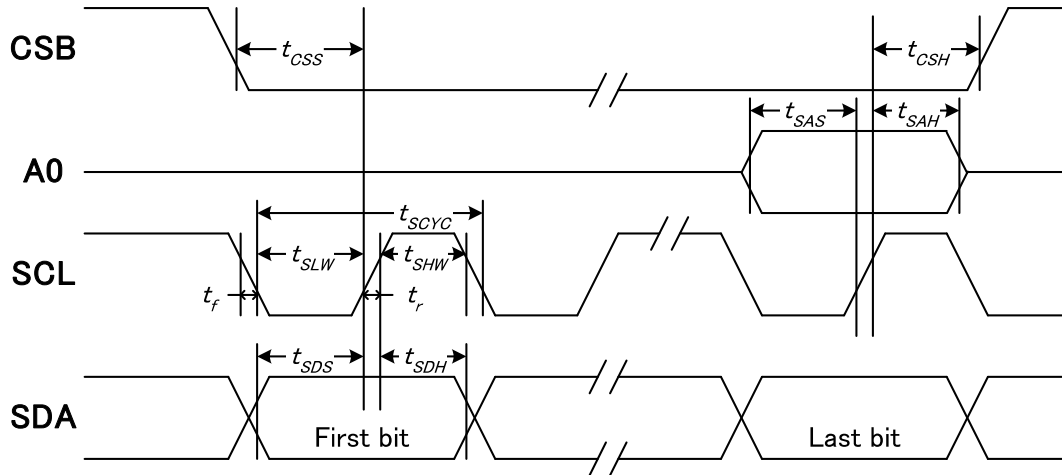 CSB
tCSS
tCSH
tSAS
tSAH
A0
tSCYC
SCL
tSLW
tSHW
tf
tr
tSDS
tSDH
SDA
First bit
Last bit